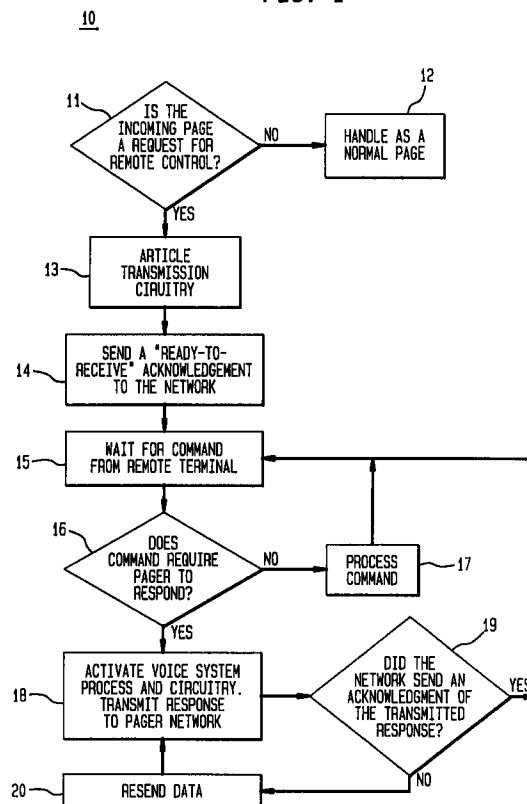 10
11
IS THE
INCOMING PAGE
A REQUEST FOR
REMOTE CONTROL?
NO
12
HANDLE AS A
NORMAL PAGE
YES
13
ARTICLE
TRANSMISSION
CIRUITRY
14
SEND A "READY-TO-
RECEIVE" ACKNOWLEDGEMENT
TO THE NETWORK
15
WAIT FOR COMMAND
FROM REMOTE TERMINAL
16
DOES
COMMAND REQUIRE
PAGER TO
RESPOND?
NO
PROCESS
COMMAND
17
YES
18
ACTIVATE VOICE SYSTEM
PROCESS AND CIRCUITRY.
TRANSMIT RESPONSE
TO PAGER NETWORK
19
DID THE
NETWORK SEND AN
ACKNOWLEDGMENT OF
THE TRANSMITTED
RESPONSE?
YES
NO
20
RESEND DATA